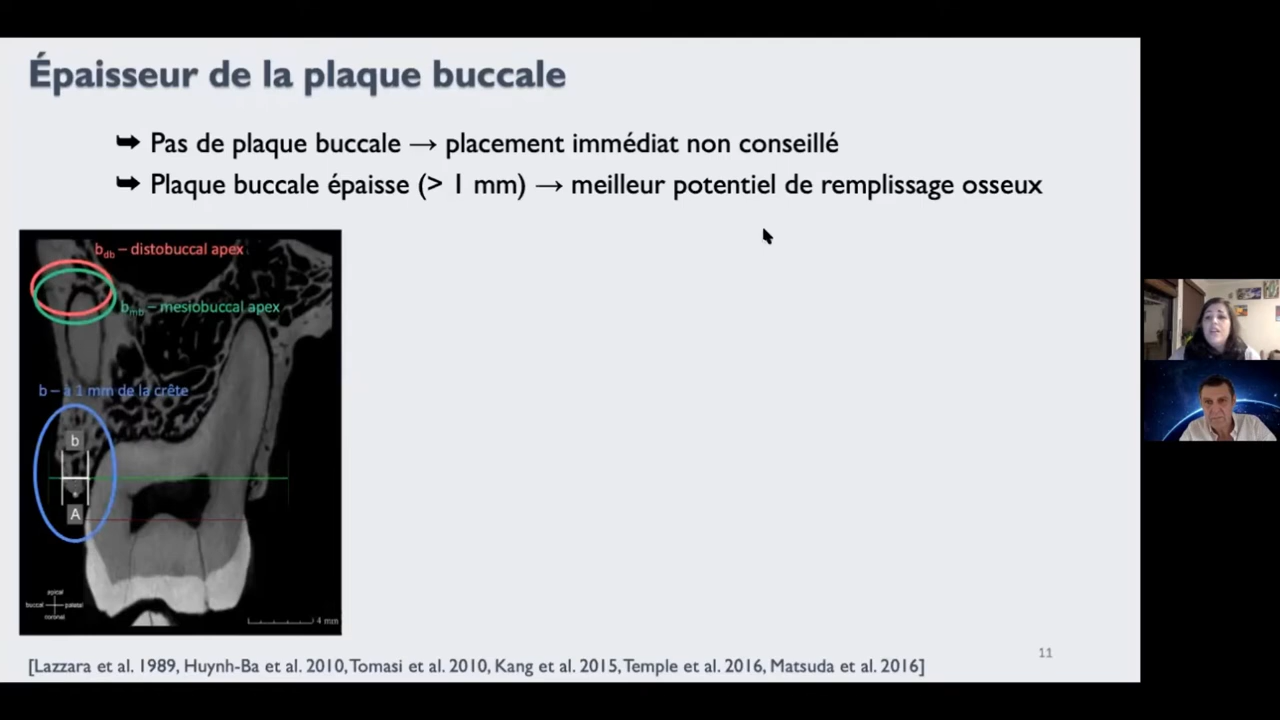 Épaisseur de la plaque buccale
➥ Pas de plaque buccale → placement immédiat non conseillé
➥ Plaque buccale épaisse (> 1 mm) → meilleur potentiel de remplissage osseux
b_db – distobuccal apex
b_mb – mesiobuccal apex
b – à 1 mm de la crête
b
A
apical
buccal palatal
coronal
4 mm
11
[Lazzara et al. 1989, Huynh-Ba et al. 2010, Tomasi et al. 2010, Kang et al. 2015, Temple et al. 2016, Matsuda et al. 2016]